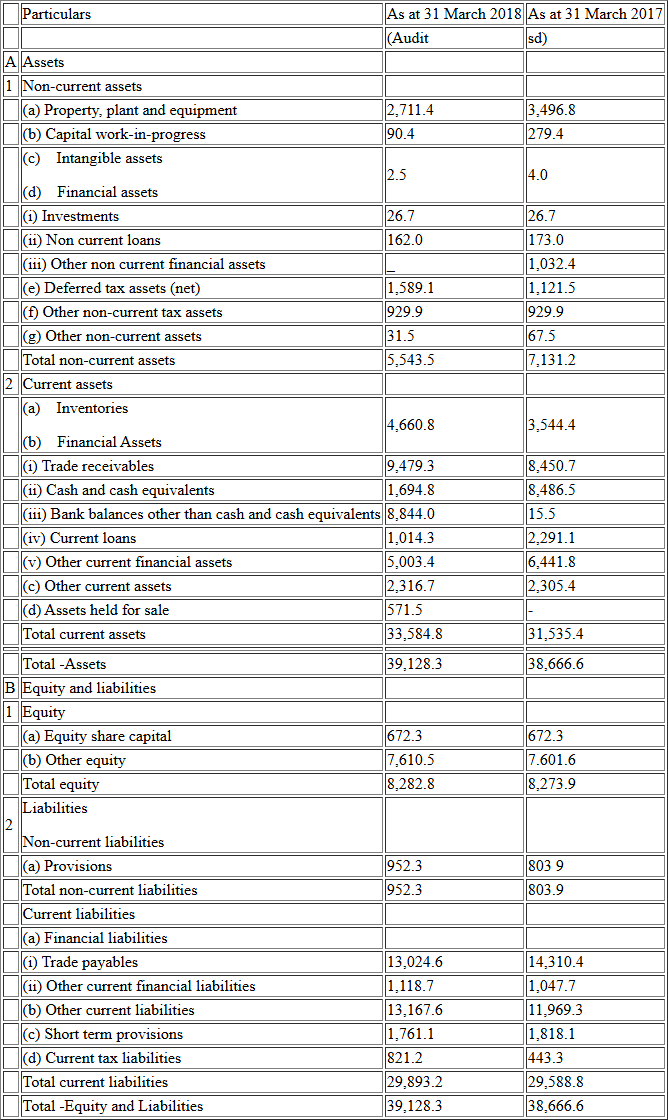 Particulars As at 31 March 2018 As at 31 March 2017
(Audit sd)
A Assets
1 Non-current assets
(a) Property, plant and equipment 2,711.4 3,496.8
(b) Capital work-in-progress 90.4 279.4
(c) Intangible assets
2.5 4.0
(d) Financial assets
(i) Investments 26.7 26.7
(ii) Non current loans 162.0 173.0
(iii) Other non current financial assets _ 1,032.4
(e) Deferred tax assets (net) 1,589.1 1,121.5
(f) Other non-current tax assets 929.9 929.9
(g) Other non-current assets 31.5 67.5
Total non-current assets 5,543.5 7,131.2
2 Current assets
(a) Inventories
4,660.8 3,544.4
(b) Financial Assets
(i) Trade receivables 9,479.3 8,450.7
(ii) Cash and cash equivalents 1,694.8 8,486.5
(iii) Bank balances other than cash and cash equivalents 8,844.0 15.5
(iv) Current loans 1,014.3 2,291.1
(v) Other current financial assets 5,003.4 6,441.8
(c) Other current assets 2,316.7 2,305.4
(d) Assets held for sale 571.5 -
Total current assets 33,584.8 31,535.4
Total -Assets 39,128.3 38,666.6
B Equity and liabilities
1 Equity
(a) Equity share capital 672.3 672.3
(b) Other equity 7,610.5 7.601.6
Total equity 8,282.8 8,273.9
Liabilities
2
Non-current liabilities
(a) Provisions 952.3 803 9
Total non-current liabilities 952.3 803.9
Current liabilities
(a) Financial liabilities
(i) Trade payables 13,024.6 14,310.4
(ii) Other current financial liabilities 1,118.7 1,047.7
(b) Other current liabilities 13,167.6 11,969.3
(c) Short term provisions 1,761.1 1,818.1
(d) Current tax liabilities 821.2 443.3
Total current liabilities 29,893.2 29,588.8
Total -Equity and Liabilities 39,128.3 38,666.6